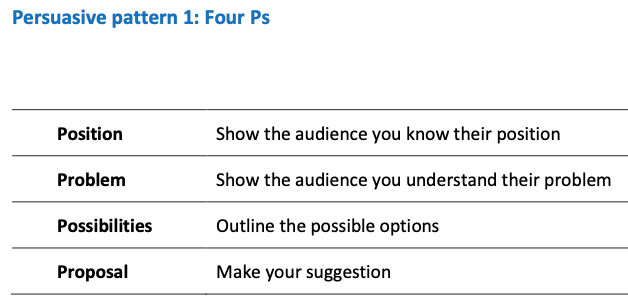 Persuasive pattern 1: Four Ps
Position Show the audience you know their position
Problem Show the audience you understand their problem
Possibilities Outline the possible options
Proposal Make your suggestion